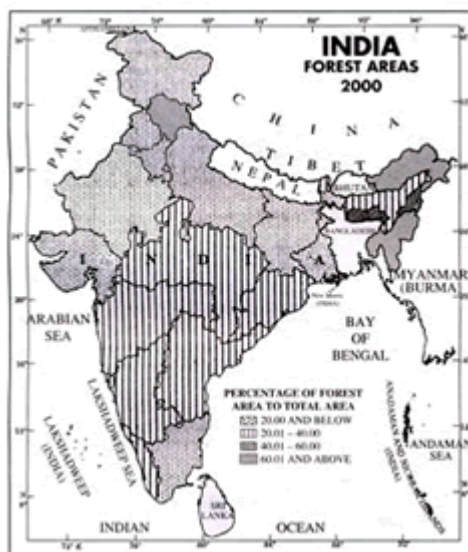 INDIA
FOREST AREAS
2000
PAKISTAN
CHINA
TIBET
NEPAL
BHUTAN
BANGLADESH
INDIA
MYANMAR
(BURMA)
ARABIAN
SEA
BAY
OF
BENGAL
LAKSHADWEEP SEA
LAKSHADWEEP
(INDIA)
PERCENTAGE OF FOREST
AREA TO TOTAL AREA
20.00 AND BELOW
20.01 – 40.00
40.01 – 60.00
60.01 AND ABOVE
ANDAMAN AND NICOBAR ISLANDS
(INDIA)
ANDAMAN
SEA
SRI
LANKA
INDIAN OCEAN